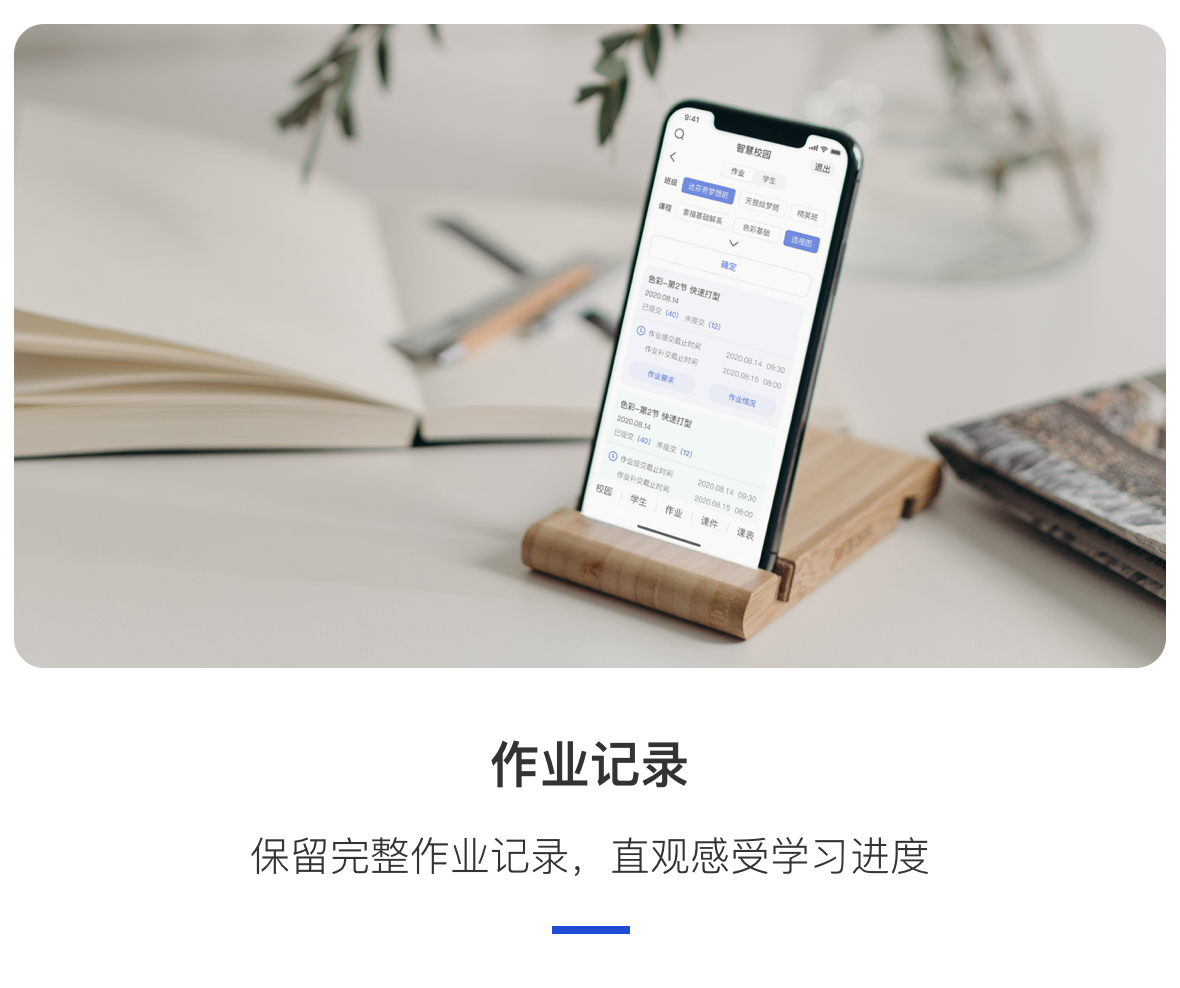 9:41
智慧校园
退出
作业 学生
班级 达芬奇梦想班 天狼绘梦班 精英班
课程 素描基础解系 色彩基础 透视图
确定
色彩-第2节 快速打型
2020.08.14
已提交 (40) 未提交 (12)
作业提交截止时间 2020.08.14 09:30
作业补交截止时间 2020.08.15 08:00
作业要求 作业情况
色彩-第2节 快速打型
2020.08.14
已提交 (40) 未提交 (12)
作业提交截止时间 2020.08.14 09:30
作业补交截止时间 2020.08.15 08:00
校园 学生 作业 课件 课表
作业记录
保留完整作业记录，直观感受学习进度